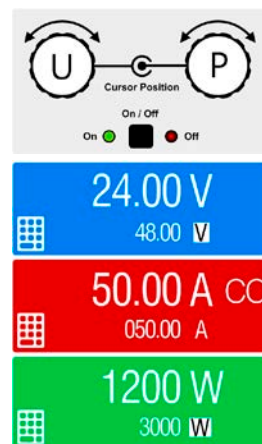 U P
Cursor Position
On / Off
On Off
24.00 V
48.00 V
50.00 A CC
050.00 A
1200 W
3000 W